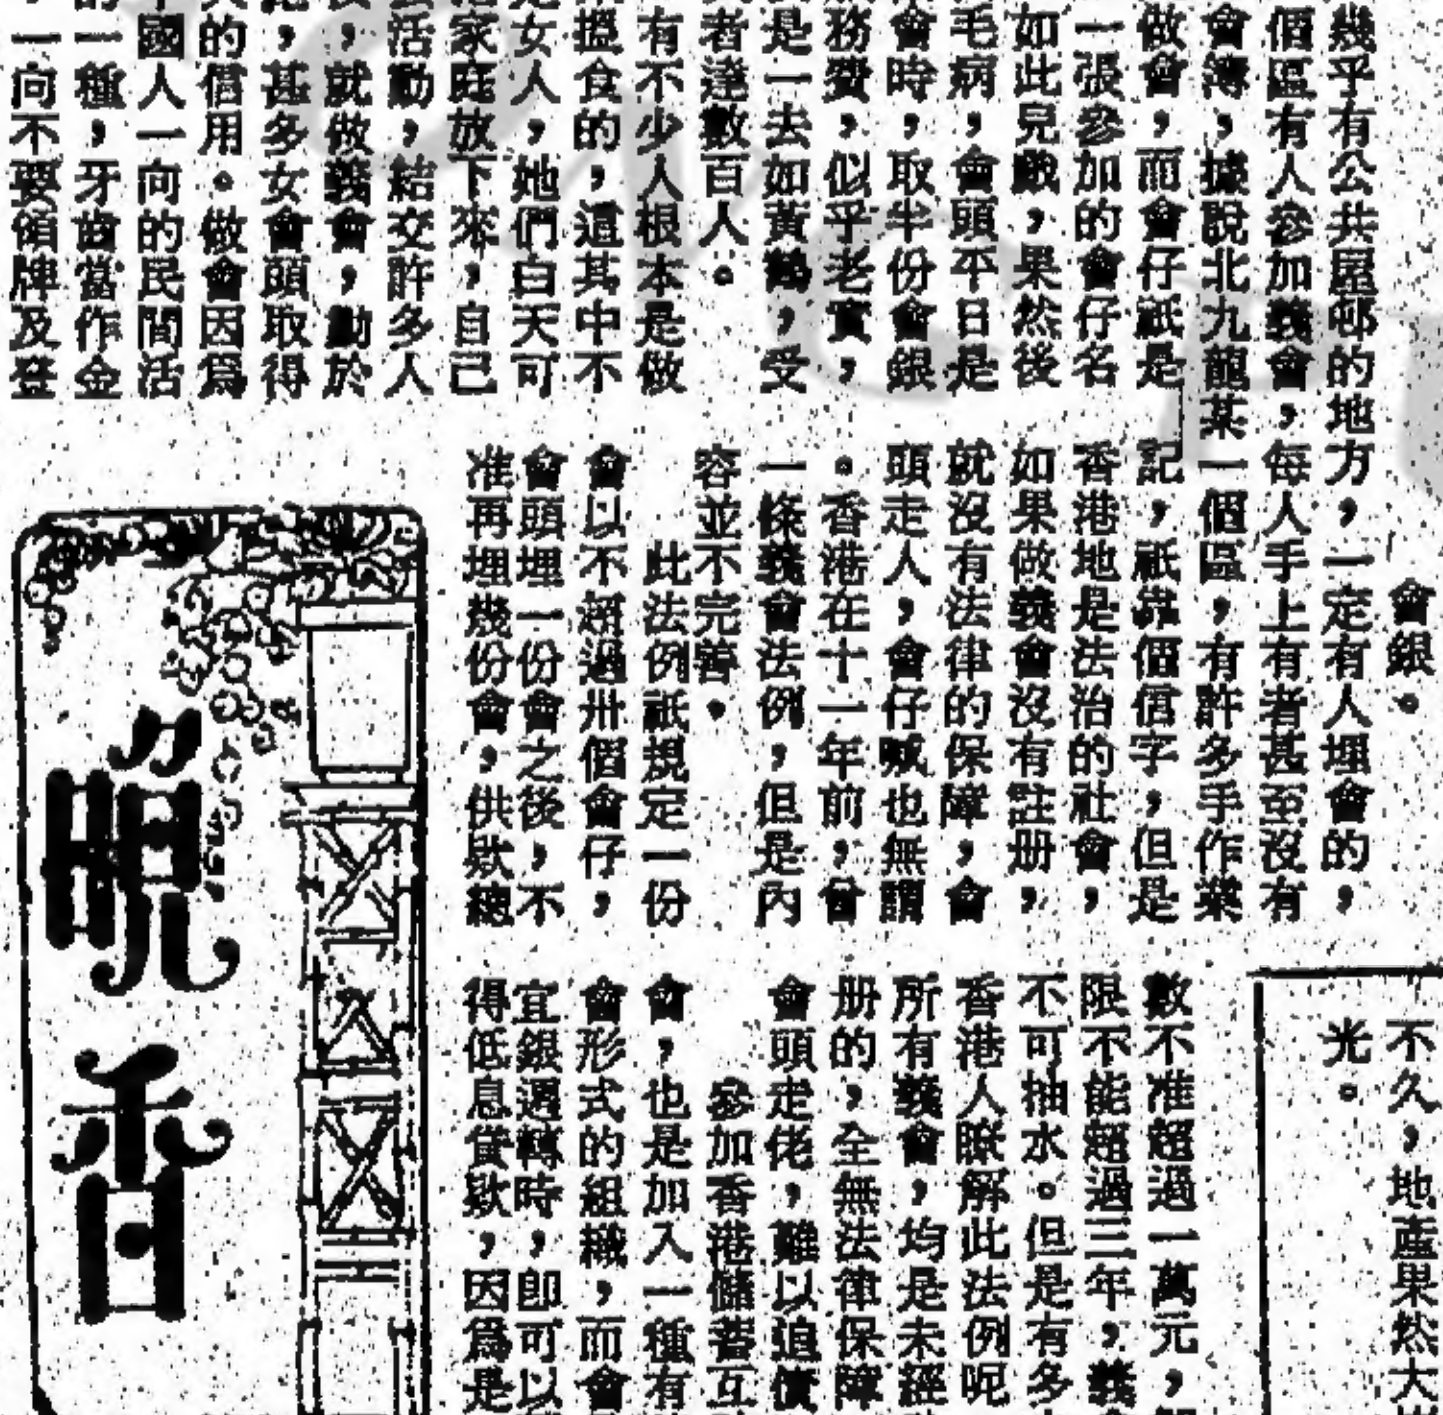 會銀。
幾乎有公共屋邨的地方，一定有人埋會的，
個區有人參加義會，每人手上有者甚至沒有
會簿，據說北九龍某一個區，有許多手作業
做會，而會仔祇是
一張參加的會仔名
如此兒戲，果然後
毛病，會頭平日是
會時，取半份會銀
務費，似乎老實，
是一去如黃鶴，受
者達數百人。
有不少人根本是做
搵食的，這其中不
女人，她們白天可
家庭放下來，自己
活動，結交許多人
，就做義會，勸於
，甚多女會頭取得
的信用。做會因爲
國人一向的民間活
一種，牙齒當作金
一向不要領牌及登
記，祇靠個信字，但是
香港地是法治的社會，
如果做義會沒有註册，
就沒有法律的保障，會
頭走人，會仔喊也無謂
。香港在十一年前，曾
一條義會法例，但是內
容並不完善。
此法例祇規定一份
會以不超過卅個會仔，
會頭埋一份會之後，不
准再埋幾份會，供欵總
數不准超過一萬元，
限不能超過三年，義
不可抽水。但是有多
香港人瞭解此法例呢
所有義會，均是未經
册的，全無法律保障
會頭走佬，難以追償
參加香港儲蓄互
會，也是加入一種有
會形式的組織，而會
宜銀週轉時，即可以
得低息貸欵，因爲是
不久，地產果然大
光。
晚香